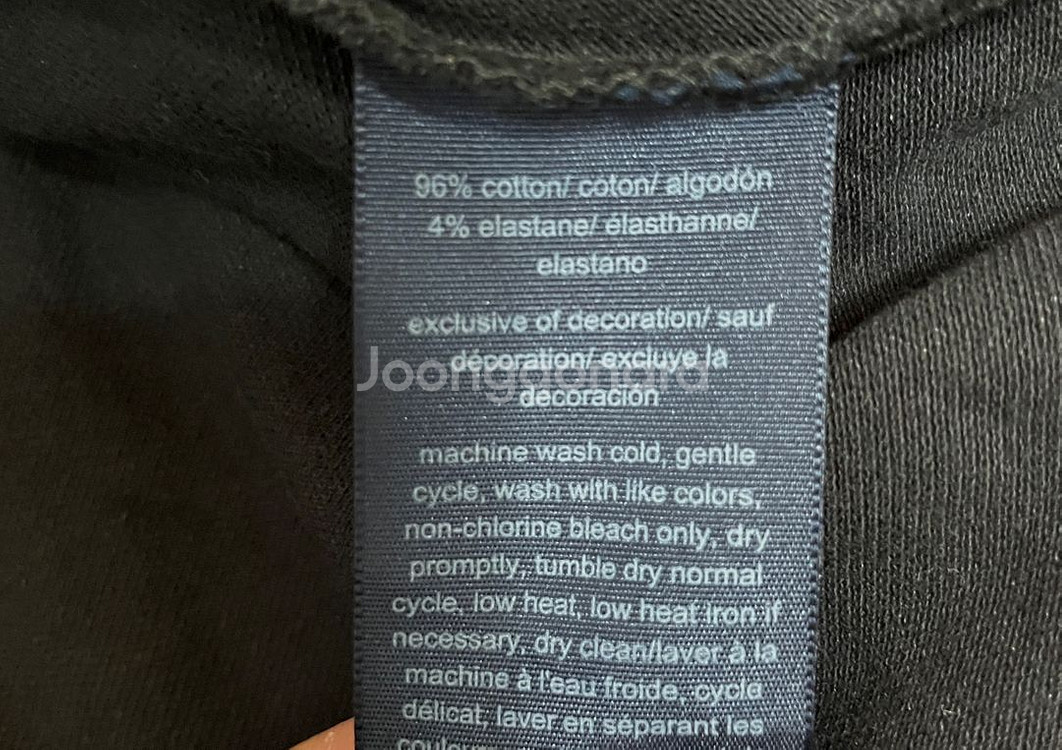 96% cotton/ coton/ algodón
4% elastane/ élasthanne/
elastano
exclusive of decoration/ sauf
décoration/ excluye la
decoración
machine wash cold, gentle
cycle, wash with like colors,
non-chlorine bleach only, dry
promptly, tumble dry normal
cycle, low heat, low heat iron if
necessary, dry clean/laver à la
machine à l'eau froide, cycle
délicat, laver en séparant les